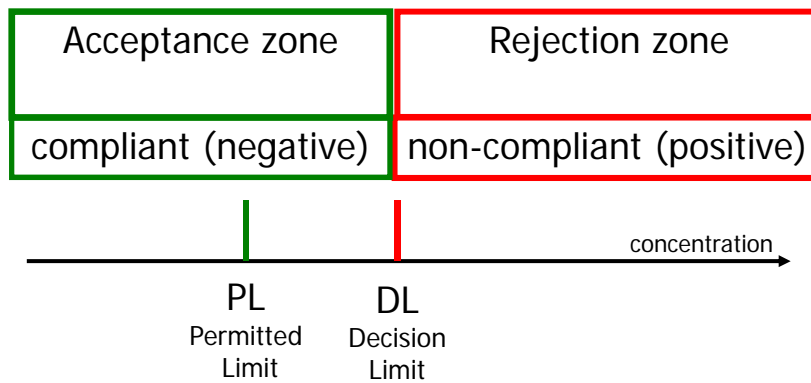 Acceptance zone
Rejection zone
compliant (negative)
non-compliant (positive)
concentration
PL
Permitted
Limit
DL
Decision
Limit